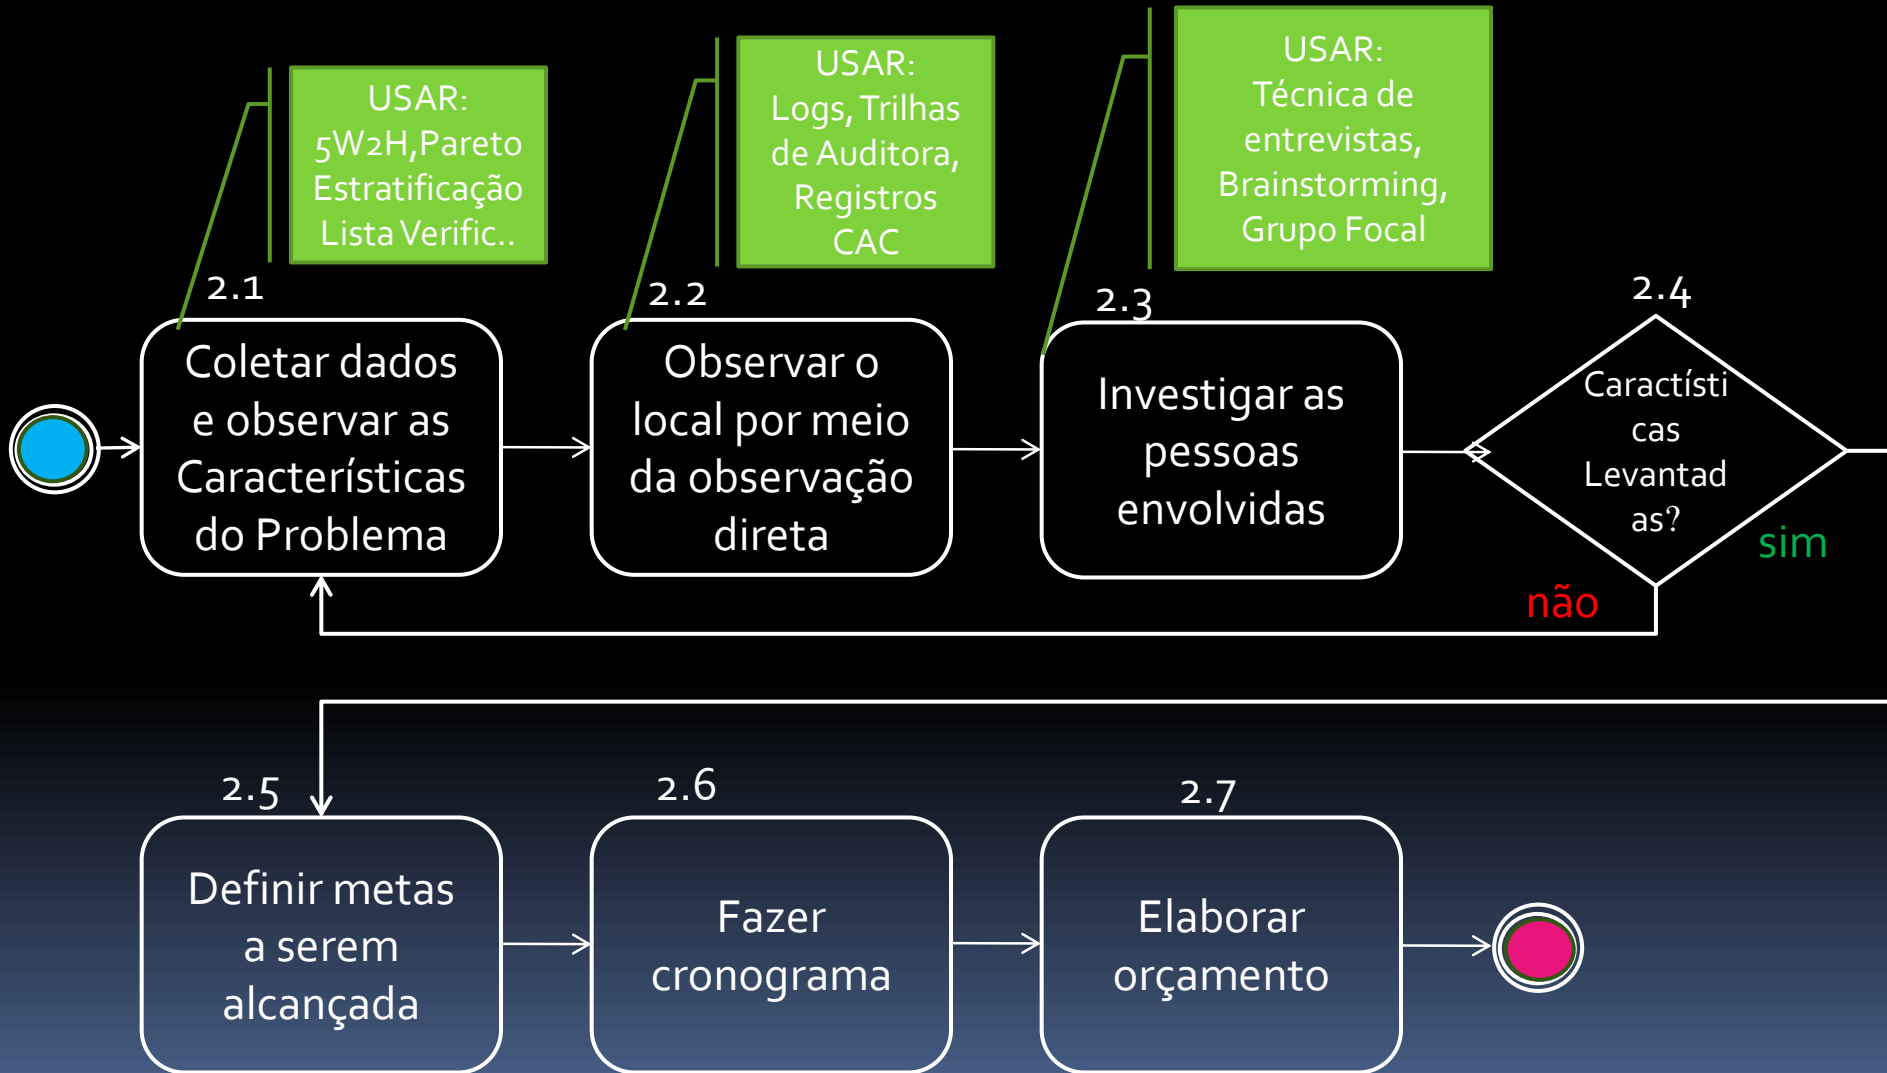 USAR:
5W2H,Pareto
Estratificação
Lista Verific..
USAR:
Logs, Trilhas
de Auditora,
Registros
CAC
USAR:
Técnica de
entrevistas,
Brainstorming,
Grupo Focal
2.1
2.2
2.3
2.4
Coletar dados
e observar as
Características
do Problema
Observar o
local por meio
da observação
direta
Investigar as
pessoas
envolvidas
Caractísti
cas
Levantad
as?
sim
não
2.5
2.6
2.7
Definir metas
a serem
alcançada
Fazer
cronograma
Elaborar
orçamento